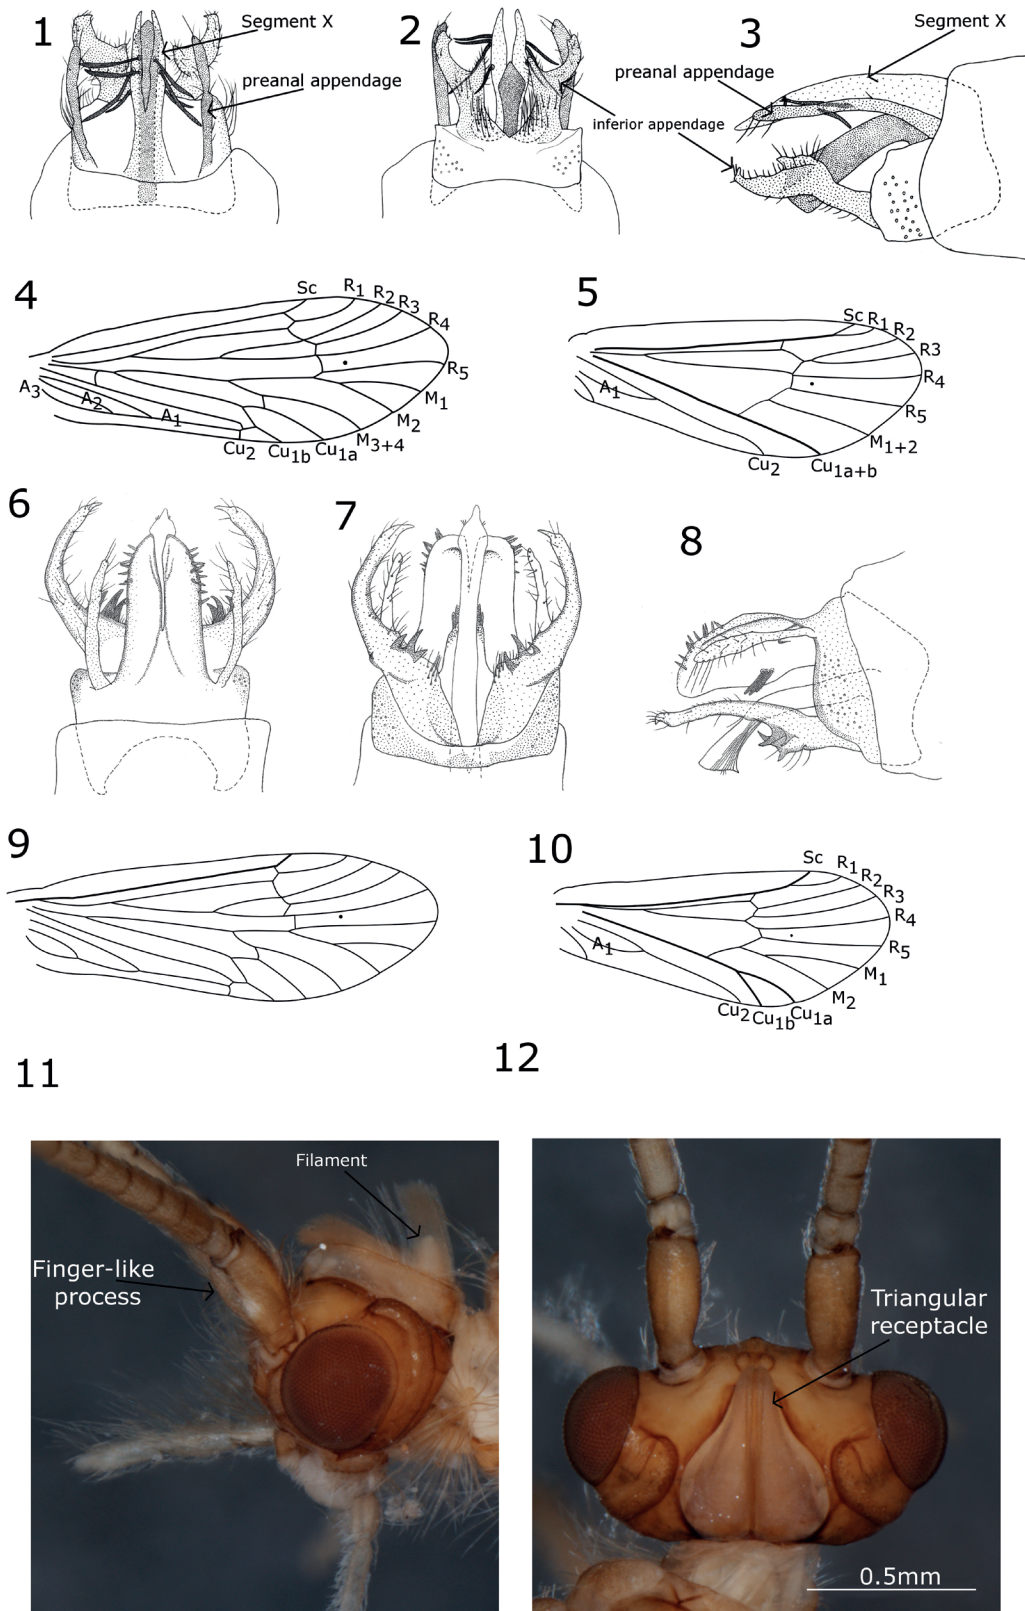 1
Segment X
preanal appendage
2
preanal appendage
inferior appendage
3
Segment X
4
Sc
R1
R2
R3
R4
R5
M1
M2
M3+4
Cu1a
Cu1b
Cu2
A1
A2
A3
5
Sc
R1
R2
R3
R4
R5
M1+2
Cu1a+b
Cu2
A1
6
7
8
9
10
Sc
R1
R2
R3
R4
R5
M1
M2
Cu1a
Cu1b
Cu2
A1
11
Filament
Finger-like
process
12
Triangular
receptacle
0.5mm